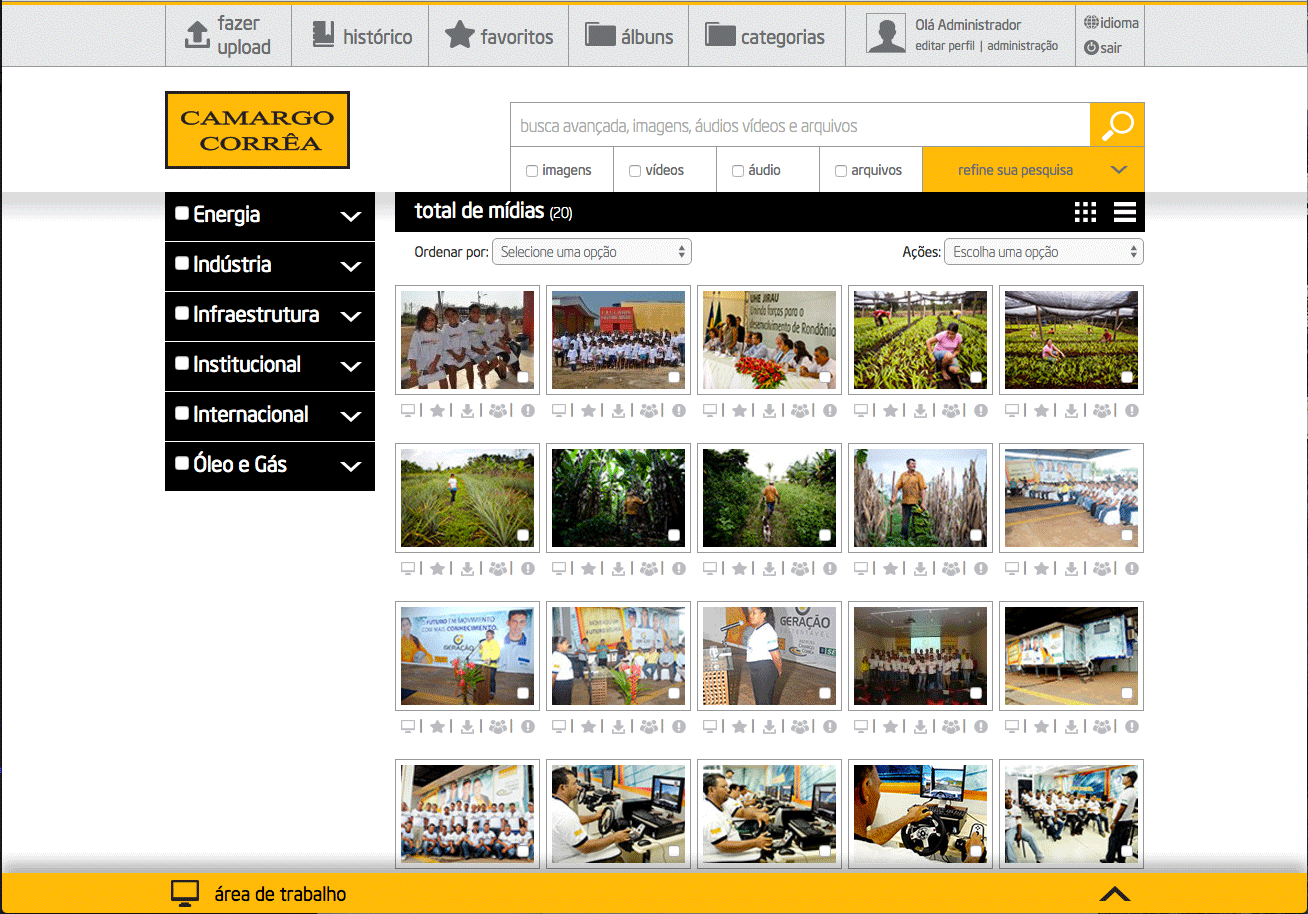 fazer
upload
histórico
favoritos
álbuns
categorias
Olá Administrador
editar perfil | administração
idioma
sair
CAMARGO
CORRÊA
busca avançada, imagens, áudios vídeos e arquivos
imagens
vídeos
áudio
arquivos
refine sua pesquisa
Energia
Indústria
Infraestrutura
Institucional
Internacional
Óleo e Gás
total de mídias (20)
Ordenar por: Selecione uma opção
Ações: Escolha uma opção
UHE JIRAU
Unindo forças para o
desenvolvimento de Rondônia
FUTURO EM MOVIMENTO
COM MAIS CONHECIMENTO.
GERAÇÃO
GERAÇÃO
área de trabalho